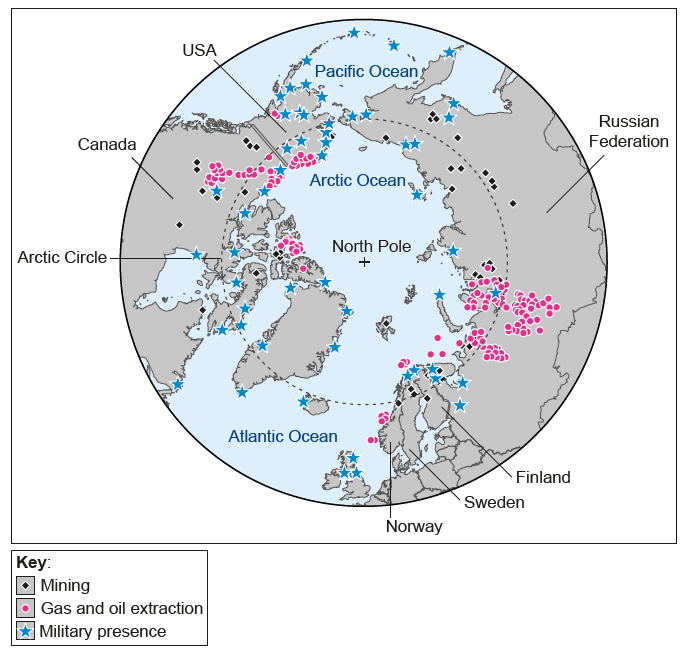 USA
Pacific Ocean
Russian
Federation
Canada
Arctic Ocean
North Pole
Arctic Circle
Atlantic Ocean
Finland
Sweden
Norway
Key:
Mining
Gas and oil extraction
Military presence